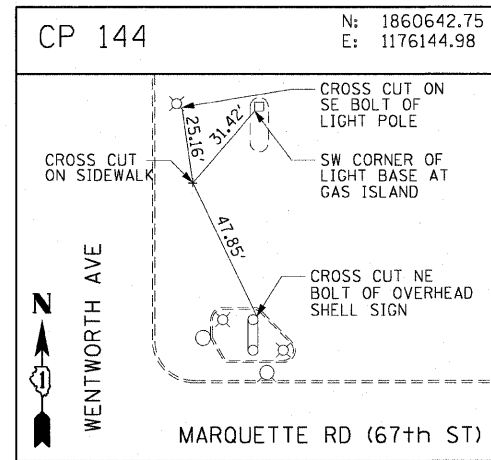 CP 144
N: 1860642.75
E: 1176144.98
CROSS CUT ON
SE BOLT OF
LIGHT POLE
25.16'
31.42'
CROSS CUT
ON SIDEWALK
SW CORNER OF
LIGHT BASE AT
GAS ISLAND
47.85'
CROSS CUT NE
BOLT OF OVERHEAD
SHELL SIGN
WENTWORTH AVE
N
1
MARQUETTE RD (67th ST)